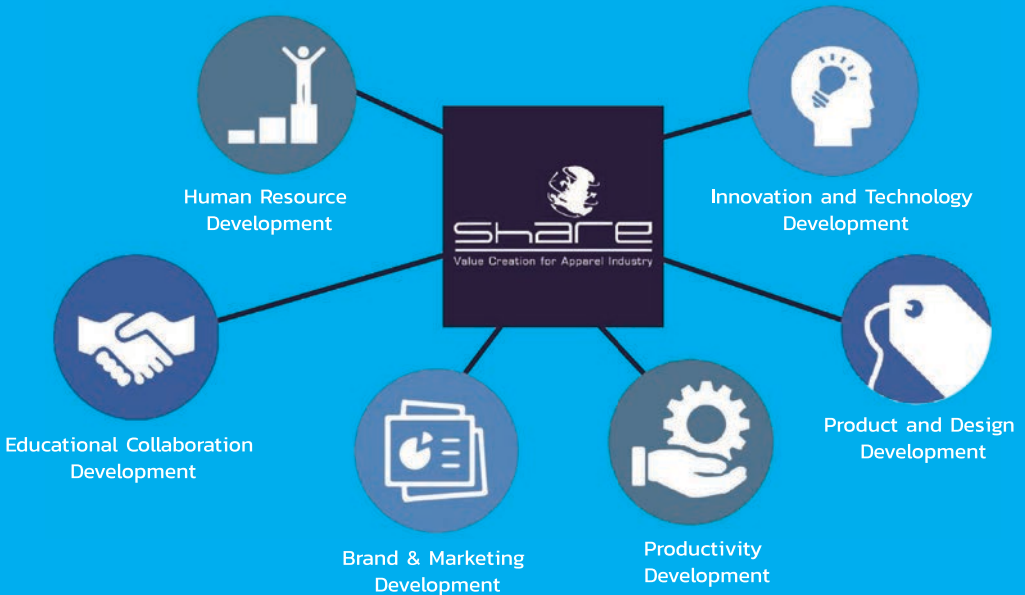 Human Resource
Development
Innovation and Technology
Development
share
Value Creation for Apparel Industry
Educational Collaboration
Development
Product and Design
Development
Brand & Marketing
Development
Productivity
Development